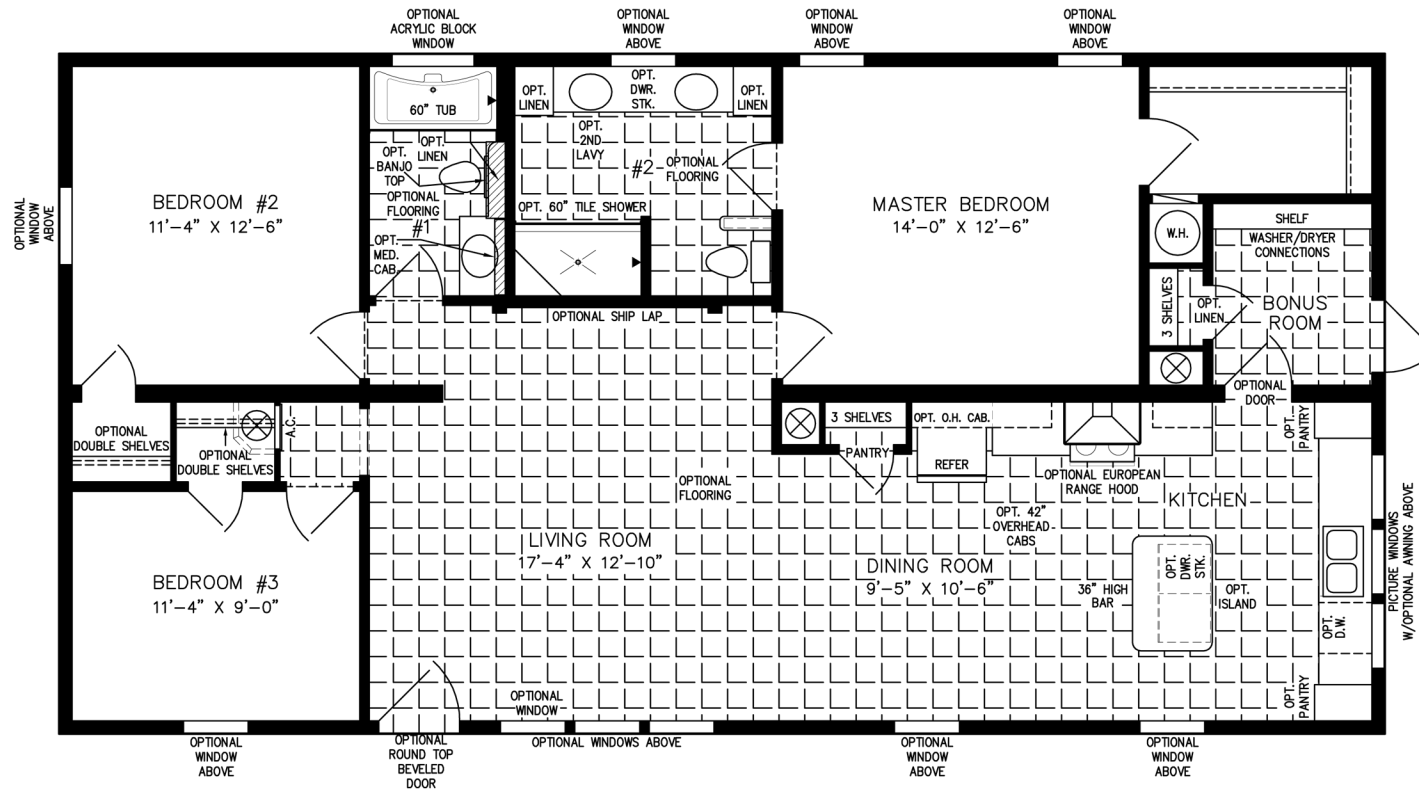 OPTIONAL
ACRYLIC BLOCK
WINDOW
OPTIONAL
WINDOW
ABOVE
OPTIONAL
WINDOW
ABOVE
OPTIONAL
WINDOW
ABOVE
60" TUB
OPT.
LINEN
OPT.
DWR.
STK.
OPT.
LINEN
OPT.
2ND
LAVY
OPT.
LINEN
OPT.
BANJO
TOP
OPTIONAL
FLOORING
#1
OPT.
MED.
CAB.
#2
OPTIONAL
FLOORING
OPT. 60" TILE SHOWER
OPTIONAL
WINDOW
ABOVE
BEDROOM #2
11'-4" X 12'-6"
MASTER BEDROOM
14'-0" X 12'-6"
W.H.
SHELF
WASHER/DRYER
CONNECTIONS
3 SHELVES
OPT.
LINEN
BONUS
ROOM
OPTIONAL
DOOR
OPTIONAL SHIP LAP
OPTIONAL
DOUBLE SHELVES
OPTIONAL
DOUBLE SHELVES
A.C.
3 SHELVES
PANTRY
OPT. O.H. CAB.
REFER
OPTIONAL EUROPEAN
RANGE HOOD
OPT.
PANTRY
OPTIONAL
FLOORING
KITCHEN
OPT. 42"
OVERHEAD
CABS
LIVING ROOM
17'-4" X 12'-10"
DINING ROOM
9'-5" X 10'-6"
36" HIGH
BAR
OPT.
DWR.
STK.
OPT.
ISLAND
OPT.
D.W.
PICTURE WINDOWS
W/OPTIONAL AWNING ABOVE
BEDROOM #3
11'-4" X 9'-0"
OPT.
PANTRY
OPTIONAL
WINDOW
OPTIONAL
WINDOW
ABOVE
OPTIONAL
ROUND TOP
BEVELED
DOOR
OPTIONAL WINDOWS ABOVE
OPTIONAL
WINDOW
ABOVE
OPTIONAL
WINDOW
ABOVE